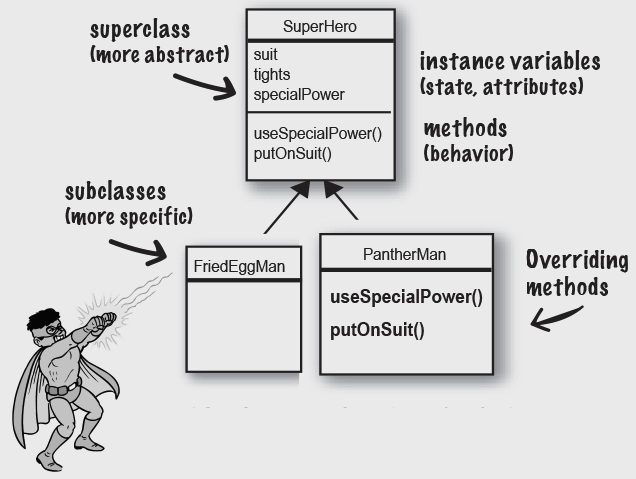 superclass
(more abstract)
SuperHero
suit
tights
specialPower
useSpecialPower()
putOnSuit()
instance variables
(state, attributes)
methods
(behavior)
subclasses
(more specific)
FriedEggMan
PantherMan
useSpecialPower()
putOnSuit()
Overriding
methods